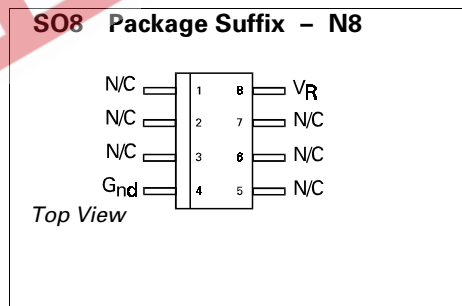 SO8 Package Suffix – N8
N/C 1 8 VR
N/C 2 7 N/C
N/C 3 6 N/C
Gnd 4 5 N/C
Top View